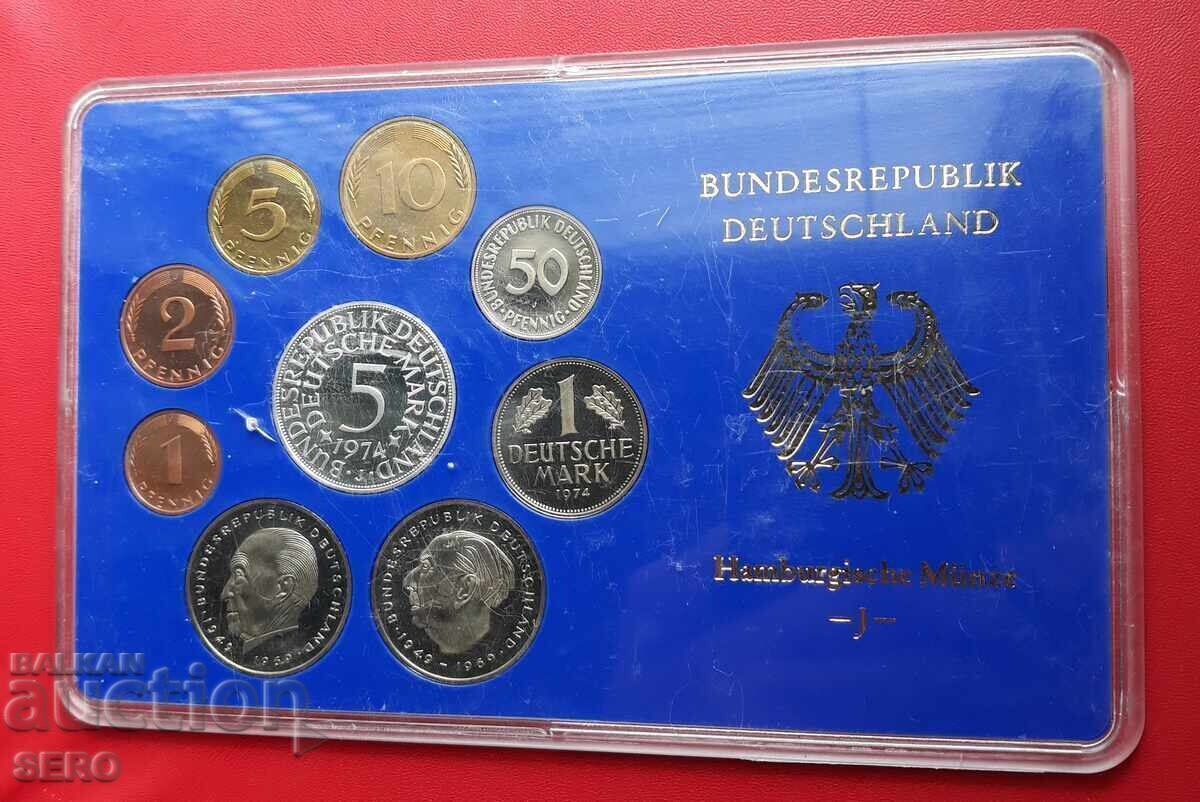 BUNDESREPUBLIK
DEUTSCHLAND
Hamburgische Münze
– J –
5
PFENNIG
10
PFENNIG
BUNDESREPUBLIK DEUTSCHLAND
50
PFENNIG
2
PFENNIG
BUNDESREPUBLIK DEUTSCHLAND
DEUTSCHE MARK
5
1974
J
1
DEUTSCHE
MARK
1974
1
PFENNIG
BUNDESREPUBLIK DEUTSCHLAND
1949 1969
BUNDESREPUBLIK DEUTSCHLAND
1949 – 1969
BALKAN
auction
SERO